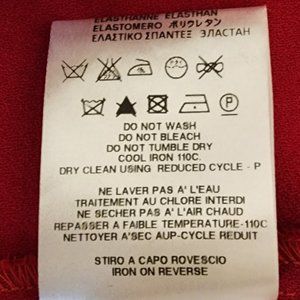 ELASTHANNE ELASTHAN
ELASTOMERO ポリウレタン
ΕΛΑΣΤΙΚΟ ΣΠΑΝΤΕΞ ЭЛАСТАН
P
DO NOT WASH
DO NOT BLEACH
DO NOT TUMBLE DRY
COOL IRON 110C.
DRY CLEAN USING REDUCED CYCLE - P
NE LAVER PAS A' L'EAU
TRAITEMENT AU CHLORE INTERDI
NE PAS SECHER A' L'AIR CHAUD
REPASSER A FAIBLE TEMPERATURE-110C
NETTOYER A'SEC AUP-CYCLE REDUIT
STIRO A CAPO ROVESCIO
IRON ON REVERSE